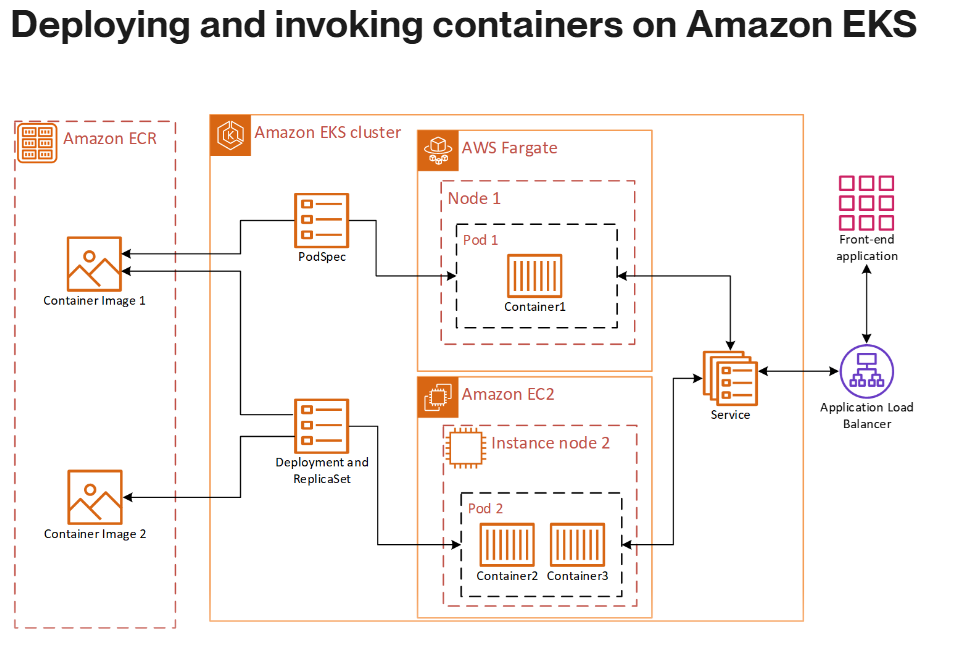 Deploying and invoking containers on Amazon EKS
Amazon ECR
Amazon EKS cluster
AWS Fargate
Node 1
Pod 1
Container1
PodSpec
Container Image 1
Front-end
application
Amazon EC2
Instance node 2
Pod 2
Container2
Container3
Service
Application Load
Balancer
Deployment and
ReplicaSet
Container Image 2